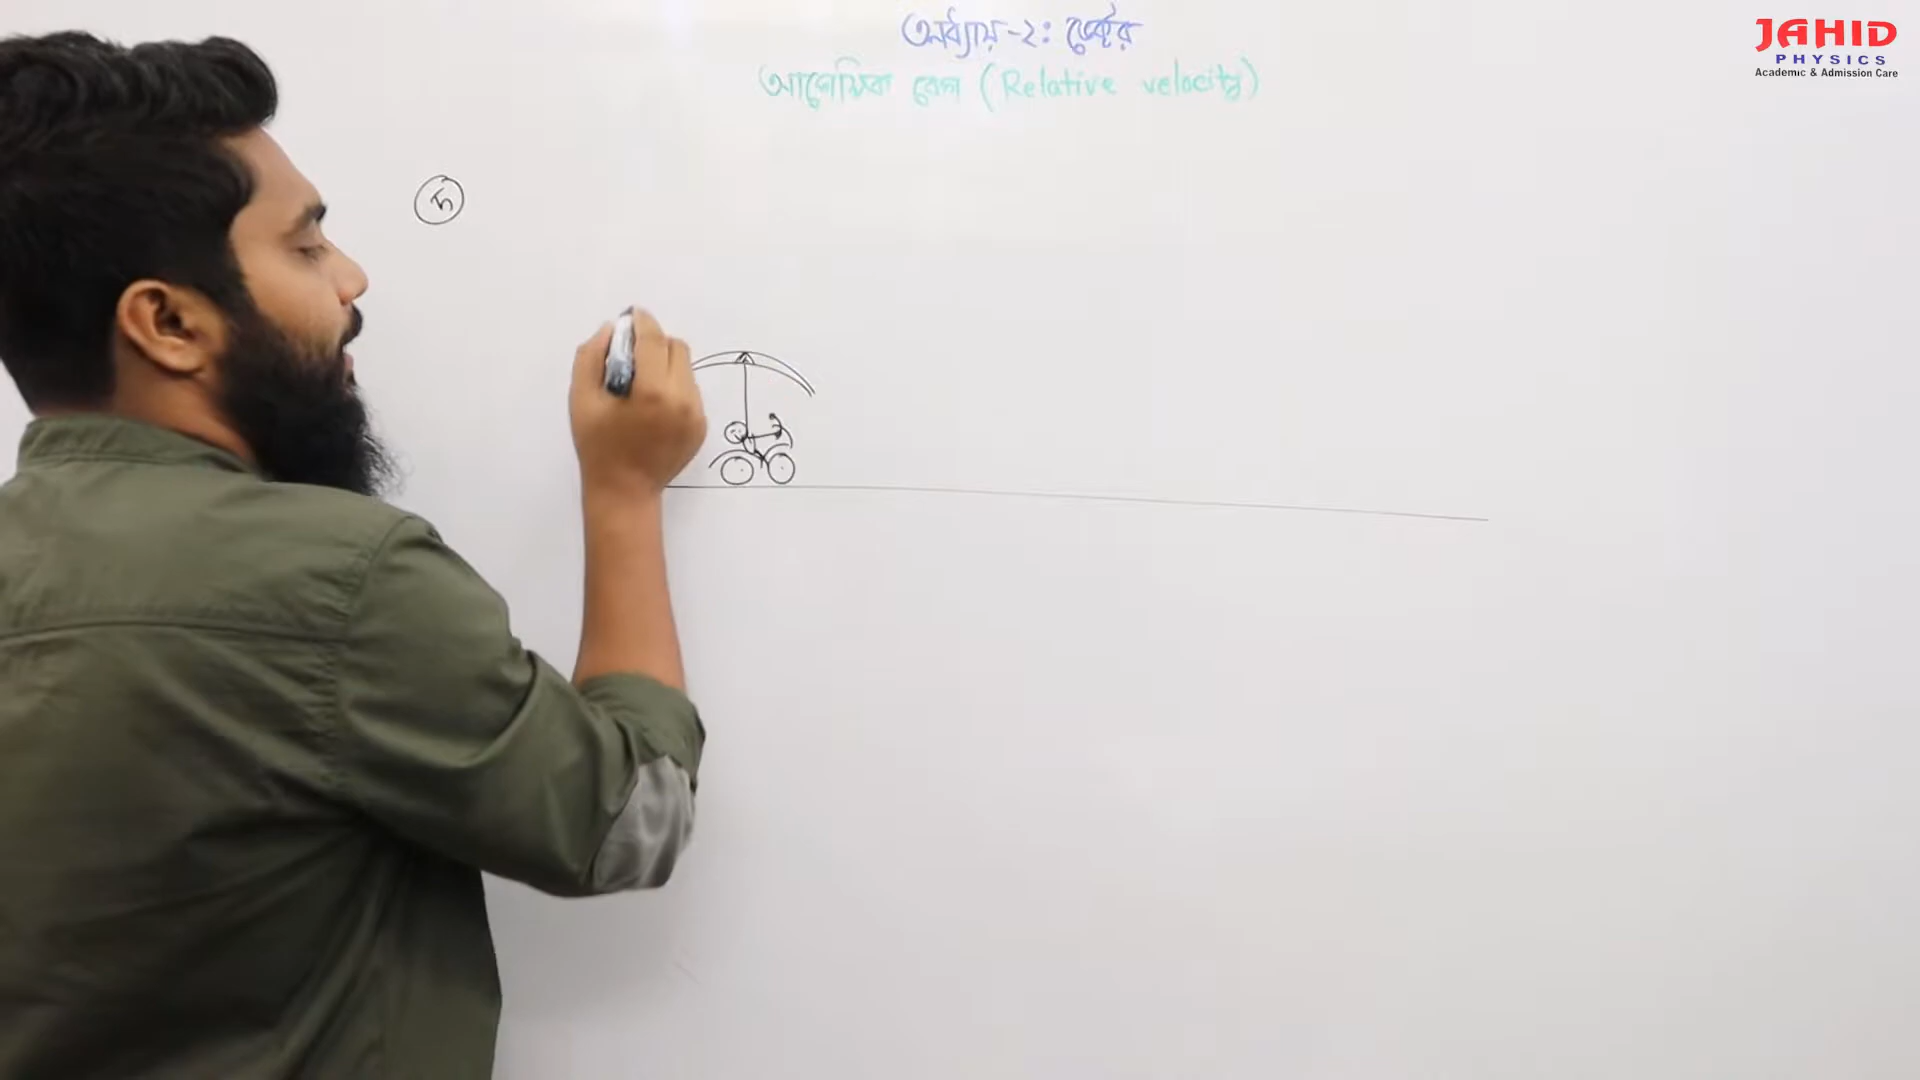 অধ্যায়-২: ভেক্টর
আপেক্ষিক বেগ (Relative velocity)
JAHID
PHYSICS
Academic & Admission Care
চ